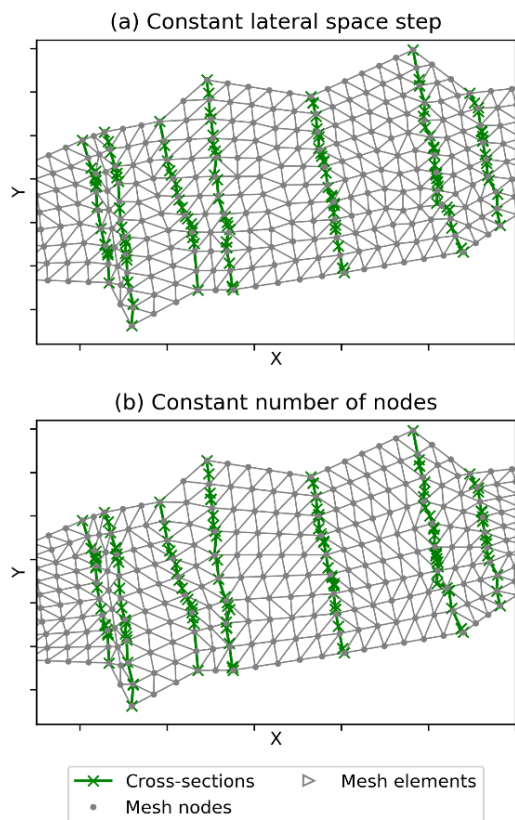 (a) Constant lateral space step
Y
X
(b) Constant number of nodes
Y
X
Cross-sections
Mesh elements
Mesh nodes